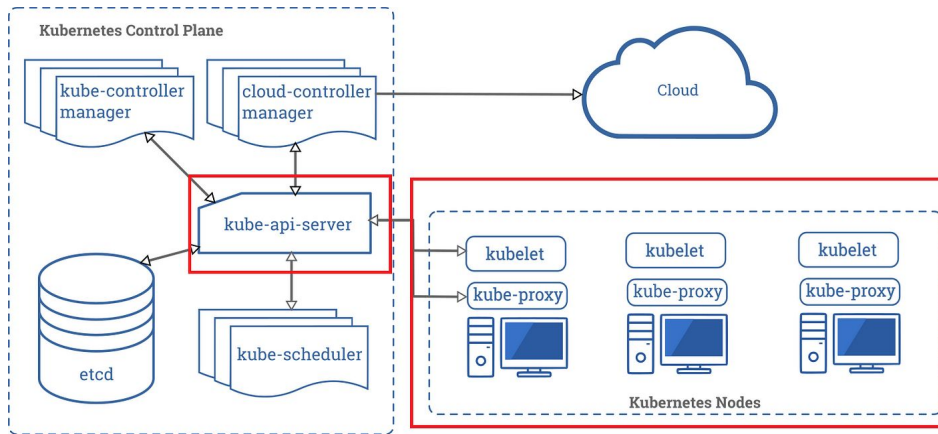 Kubernetes Control Plane
kube-controller
manager
cloud-controller
manager
Cloud
kube-api-server
kubelet
kubelet
kubelet
kube-proxy
kube-proxy
kube-proxy
etcd
kube-scheduler
Kubernetes Nodes